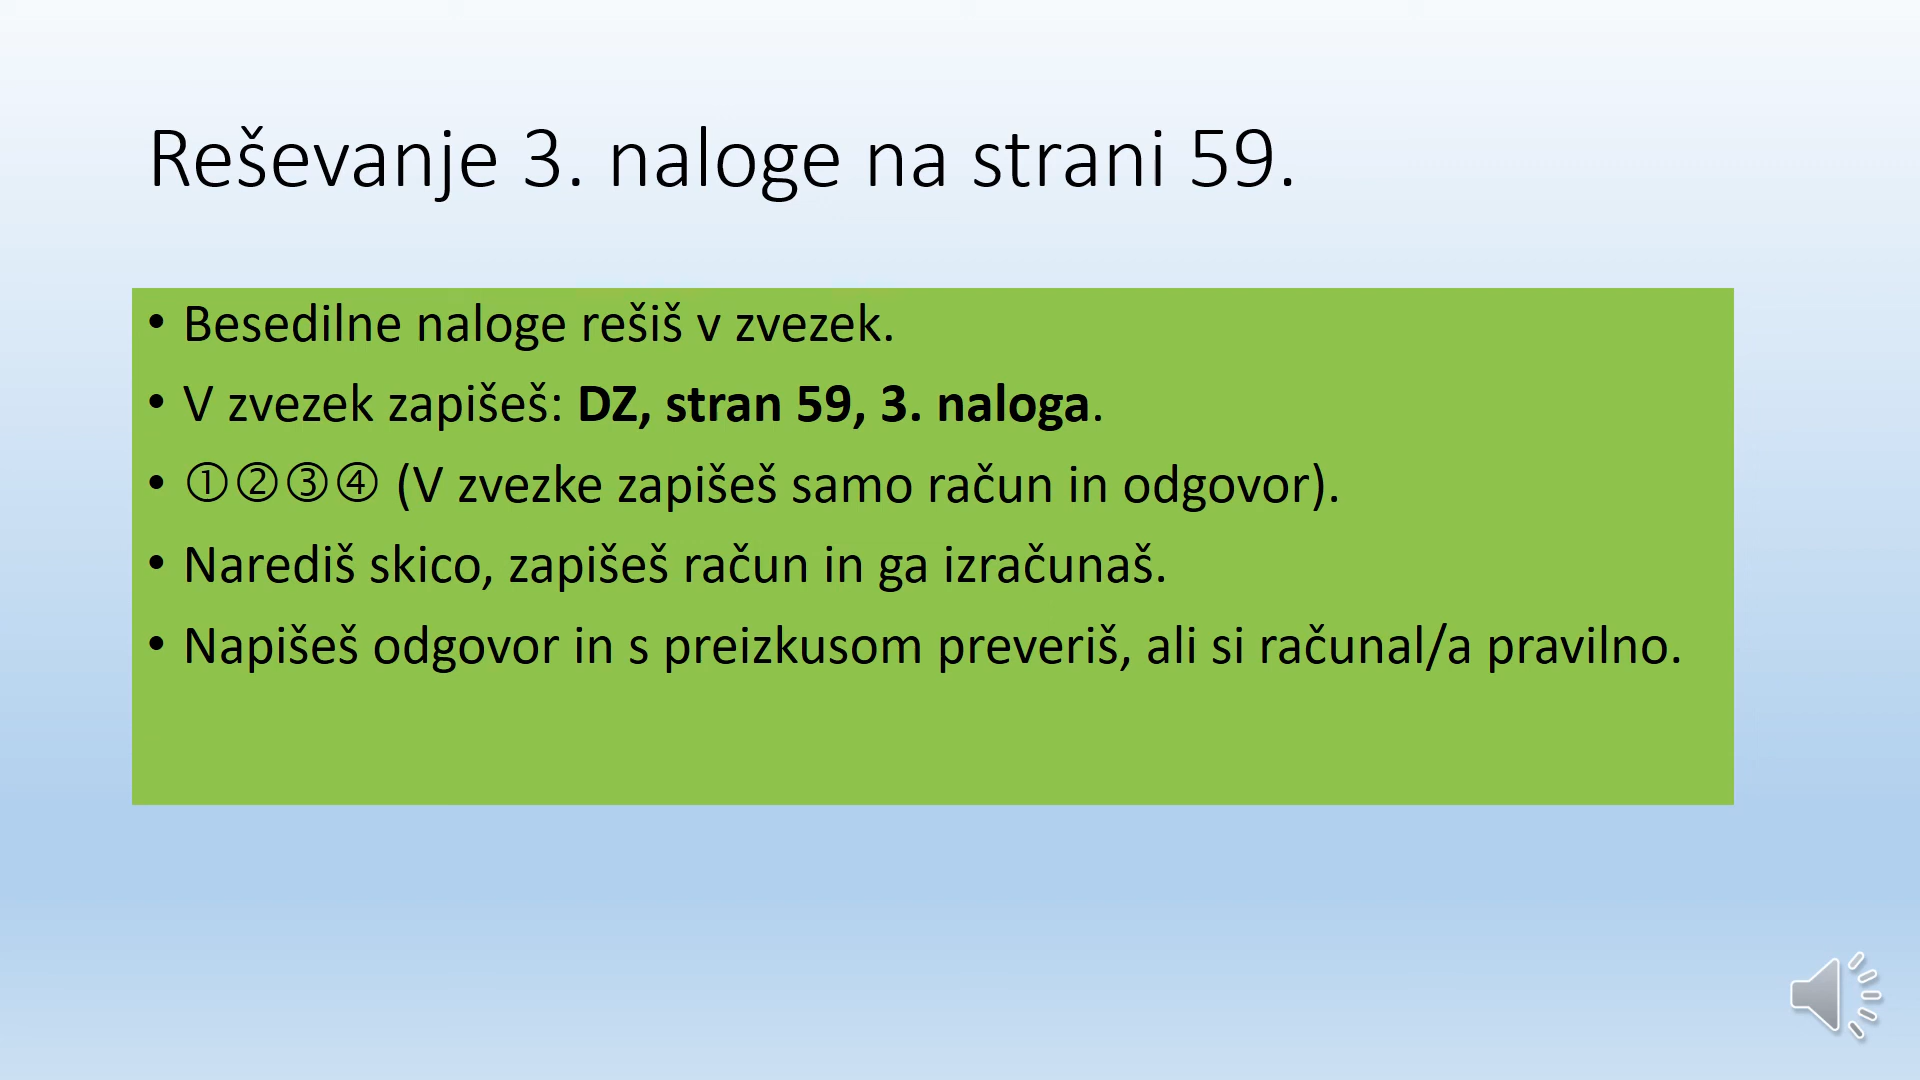 Reševanje 3. naloge na strani 59.
• Besedilne naloge rešiš v zvezek.
• V zvezek zapišeš: DZ, stran 59, 3. naloga.
• ①②③④ (V zvezke zapišeš samo račun in odgovor).
• Narediš skico, zapišeš račun in ga izračunaš.
• Napišeš odgovor in s preizkusom preveriš, ali si računal/a pravilno.